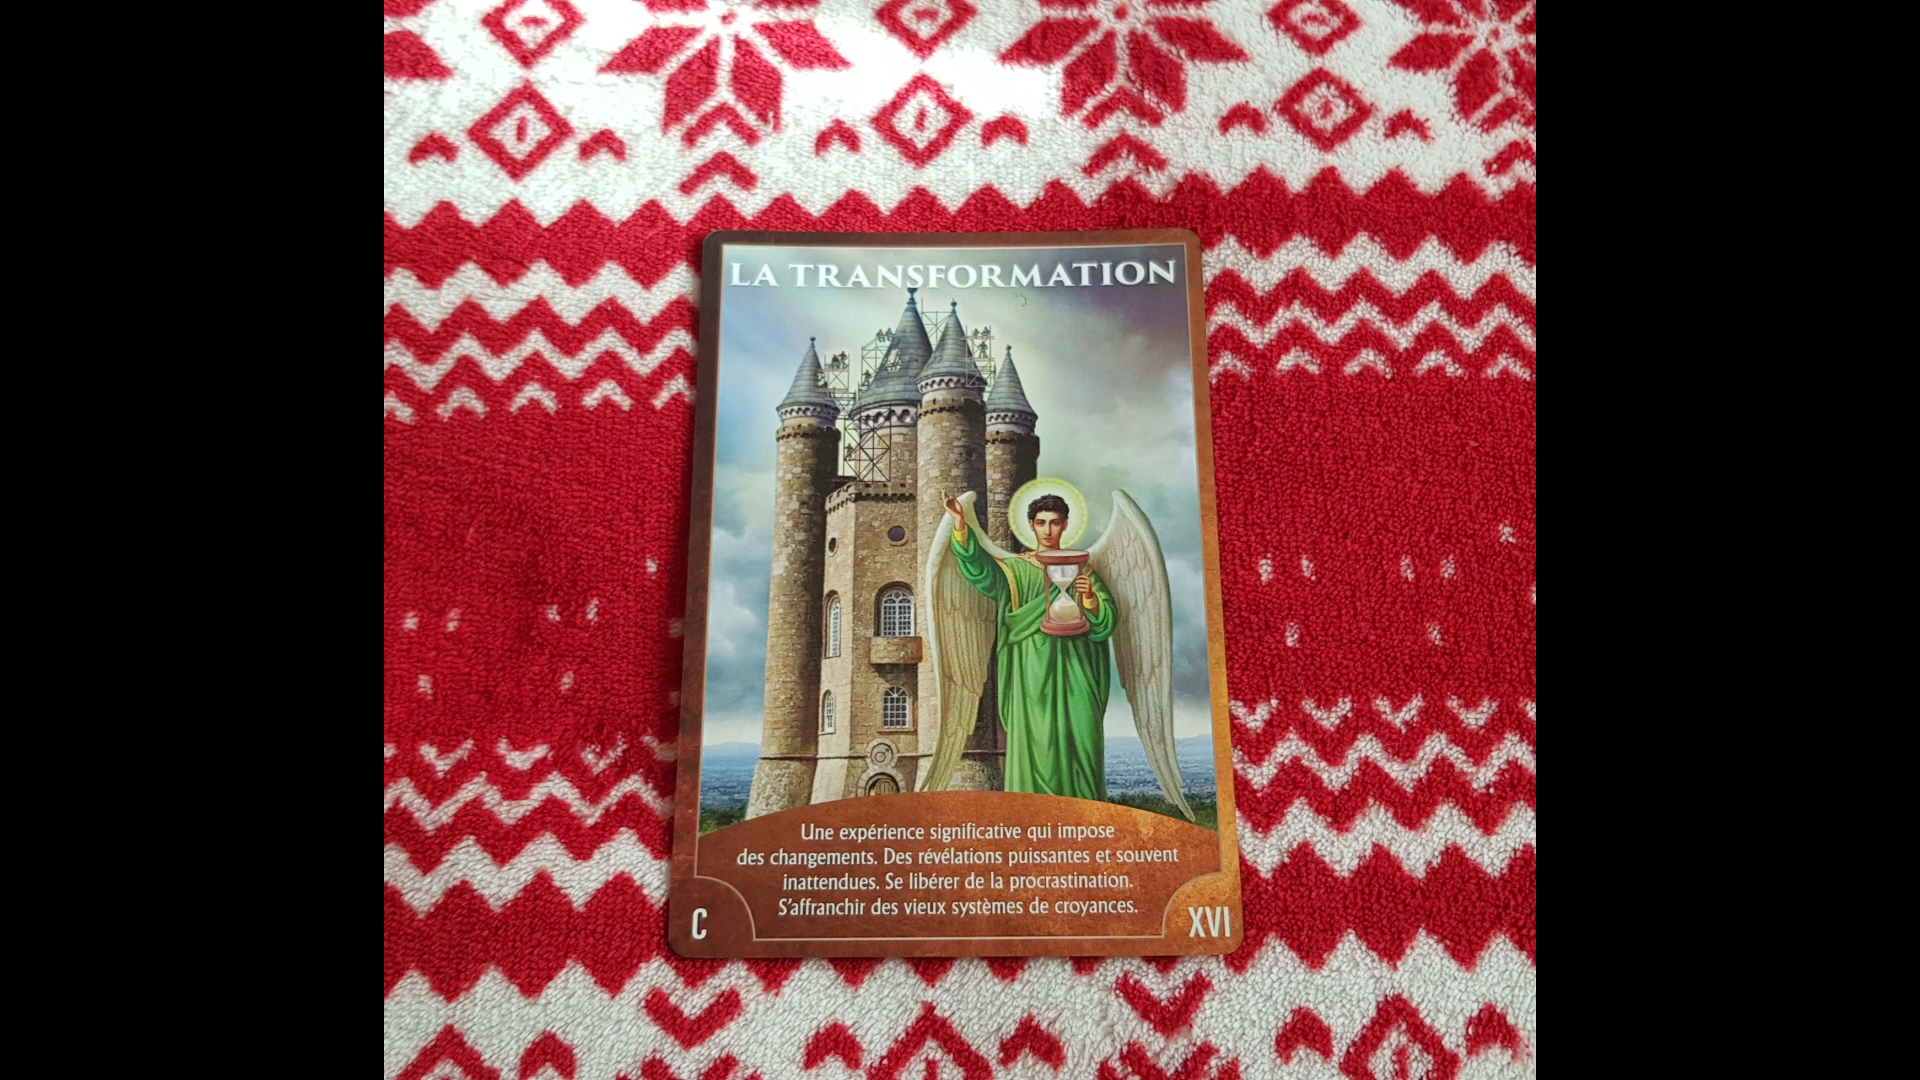 LA TRANSFORMATION
Une expérience significative qui impose
des changements. Des révélations puissantes et souvent
inattendues. Se libérer de la procrastination.
S'affranchir des vieux systèmes de croyances.
C
XVI